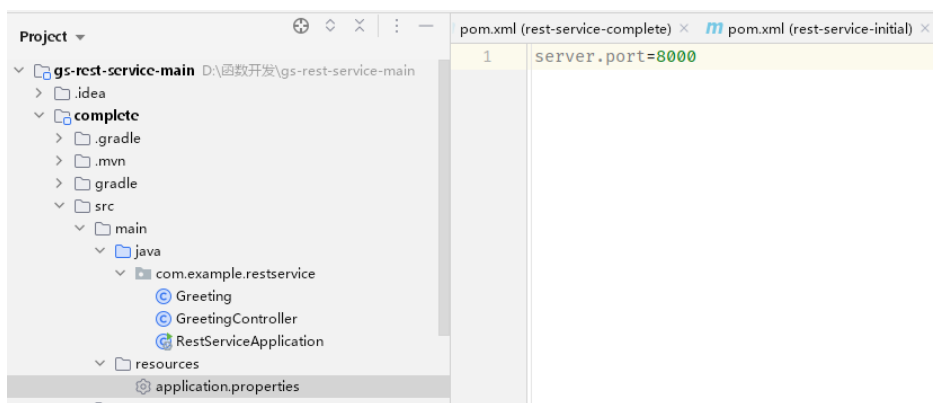 Project
gs-rest-service-main D:\函数开发\gs-rest-service-main
.idea
complete
.gradle
.mvn
gradle
src
main
java
com.example.restservice
Greeting
GreetingController
RestServiceApplication
resources
application.properties
pom.xml (rest-service-complete) × m pom.xml (rest-service-initial) ×
1 server.port=8000